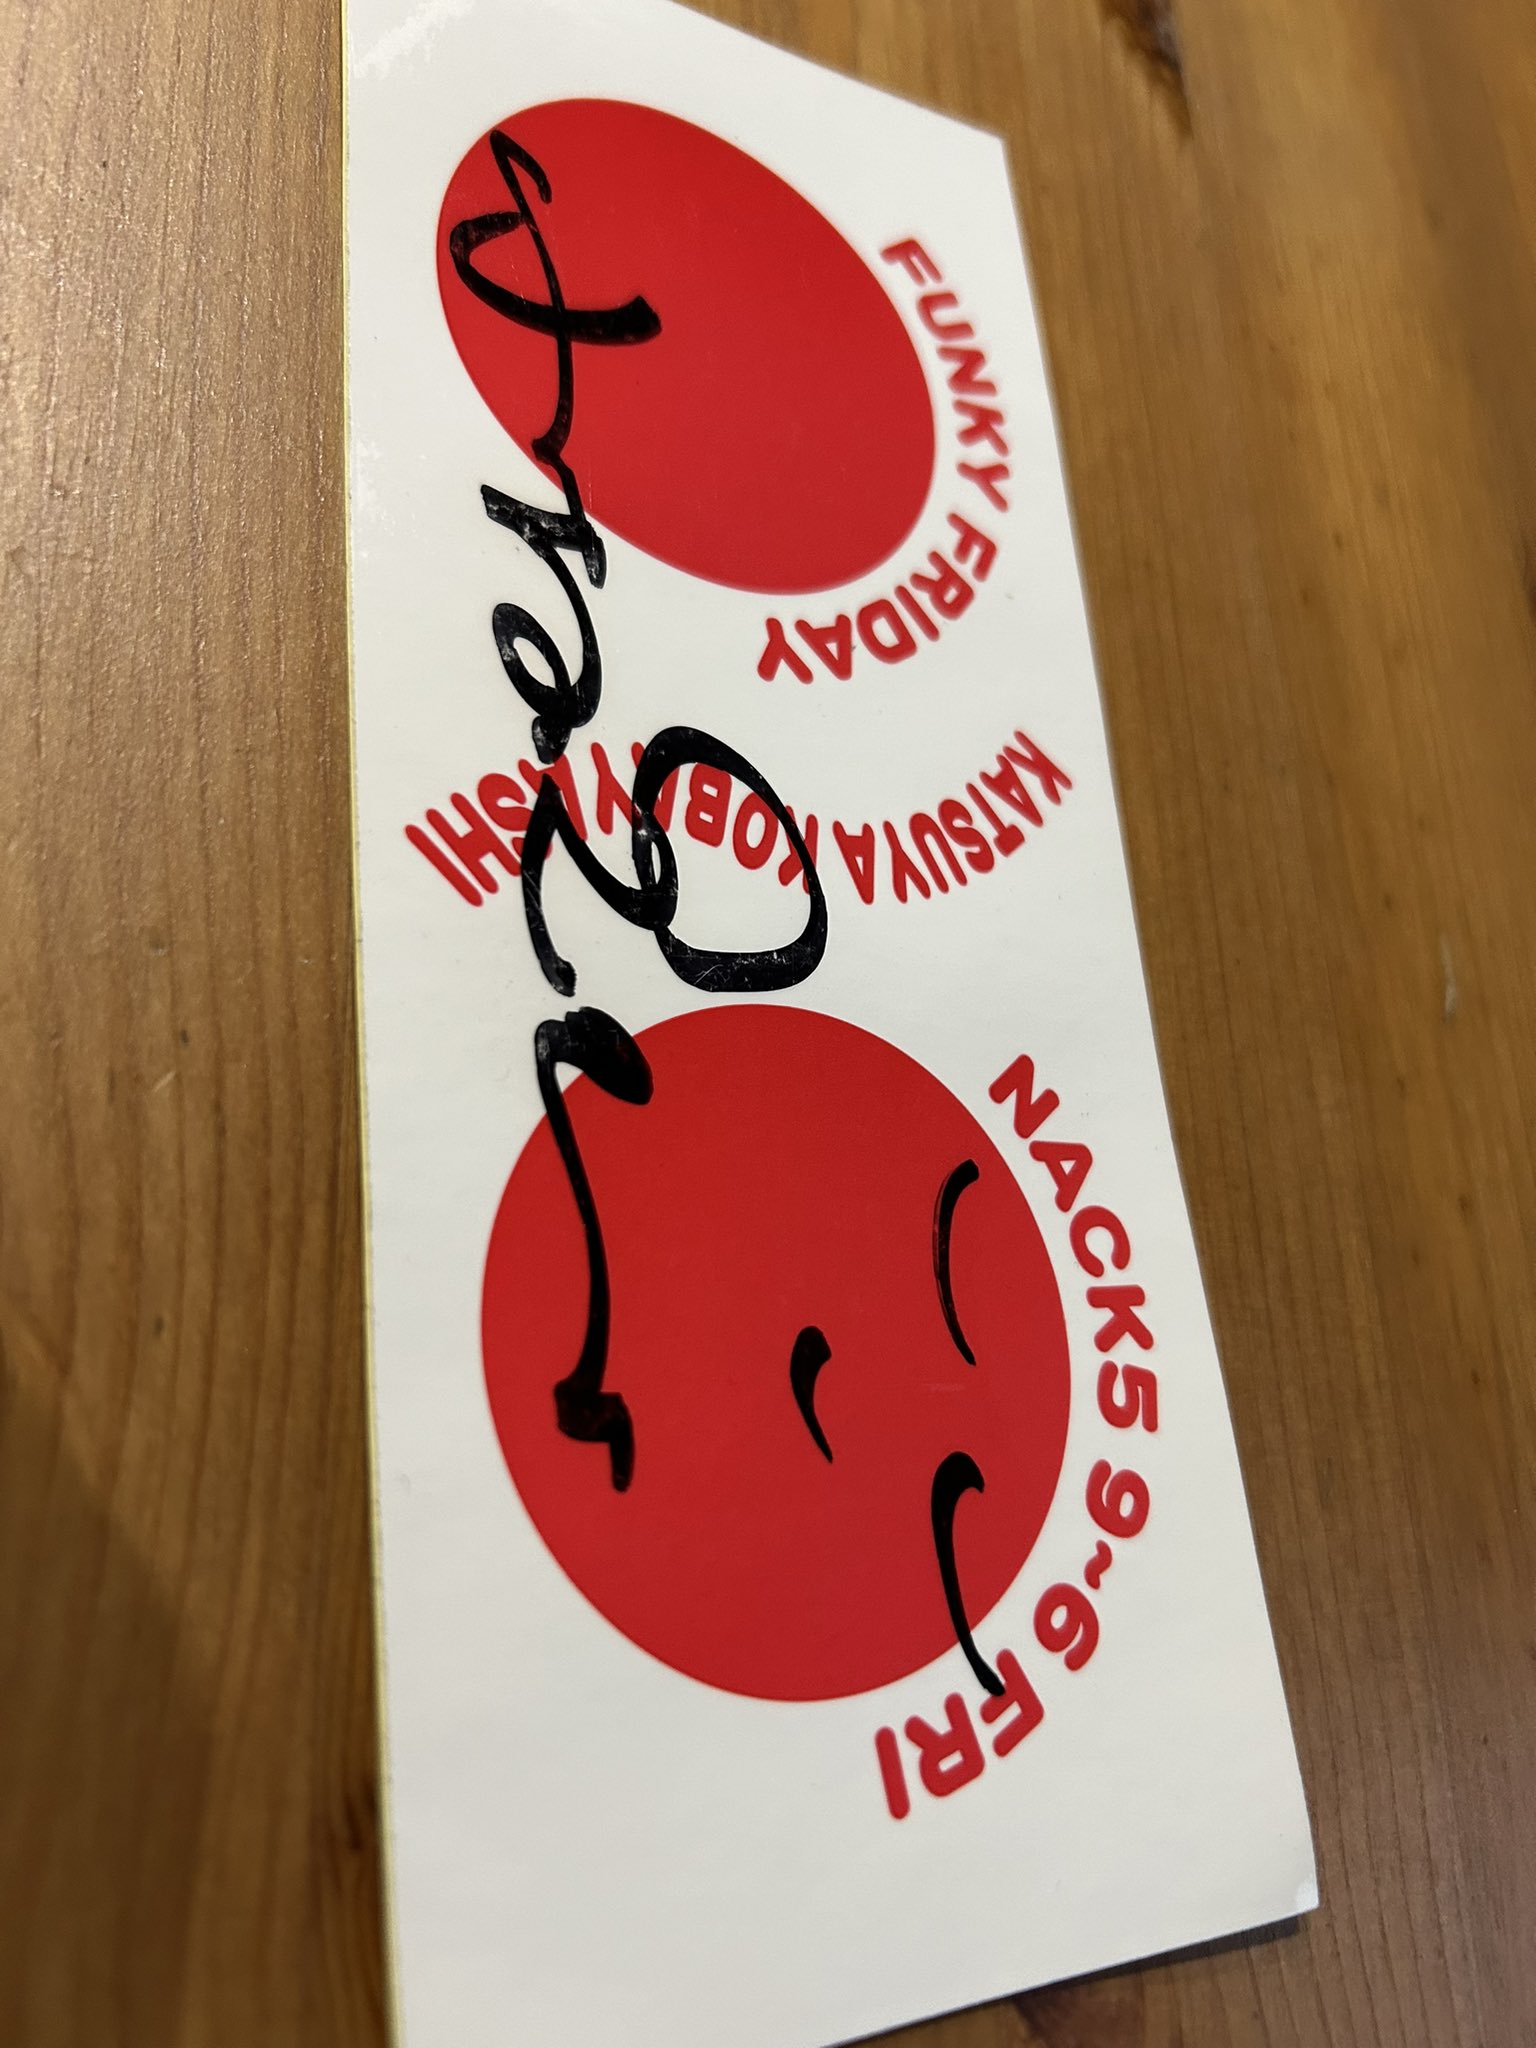 FUNKY FRIDAY
KATSUYA KOBAYASHI
NACK5 9~6 FRI